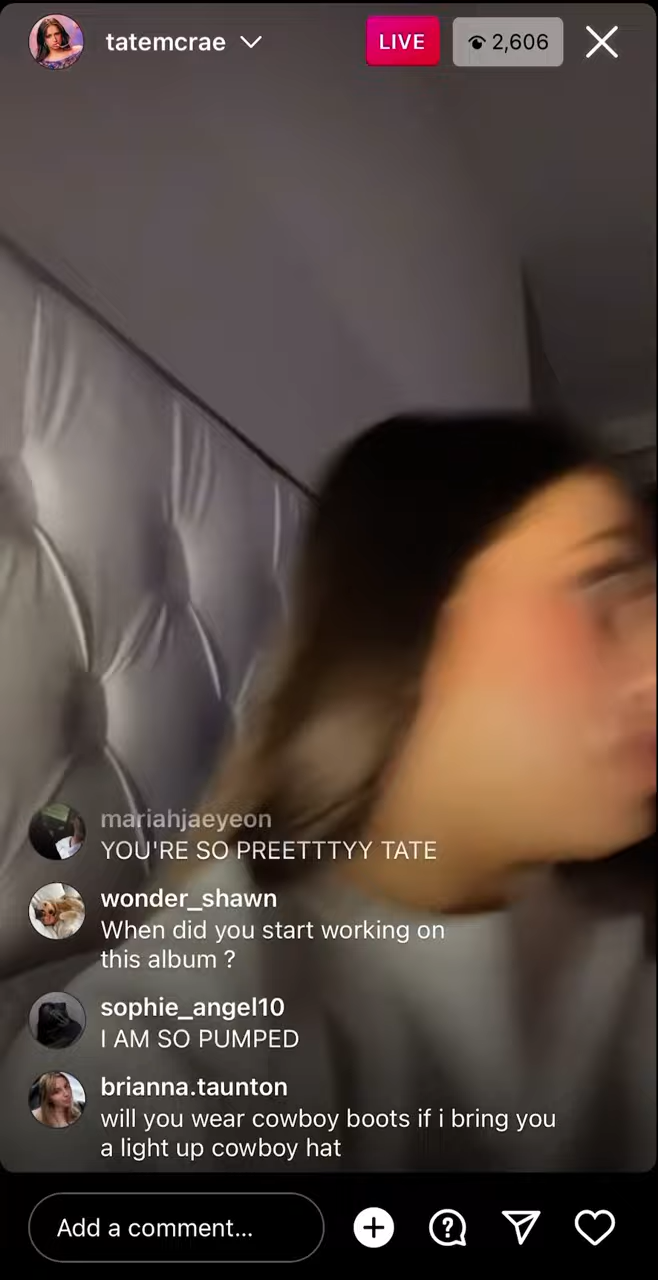 tatemcrae
LIVE
2,606
mariahjaeyeon
YOU'RE SO PREETTTYY TATE
wonder_shawn
When did you start working on
this album ?
sophie_angel10
I AM SO PUMPED
brianna.taunton
will you wear cowboy boots if i bring you
a light up cowboy hat
Add a comment...